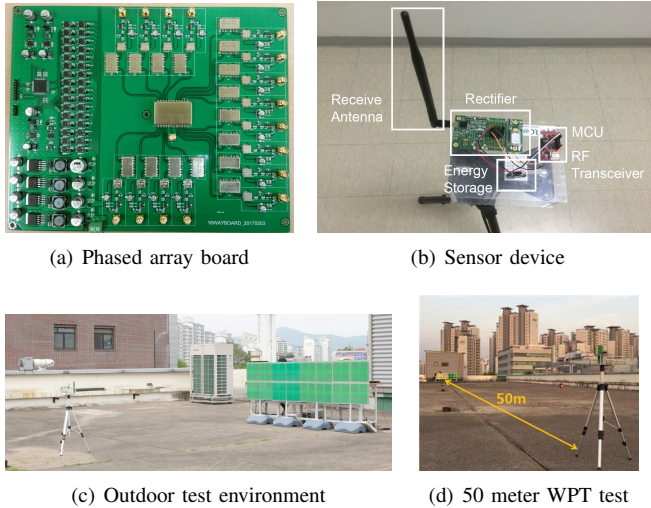 16WAYBOARD_20170203
(a) Phased array board
Receive
Antenna
Rectifier
MCU
RF
Transceiver
Energy
Storage
(b) Sensor device
(c) Outdoor test environment
50m
(d) 50 meter WPT test